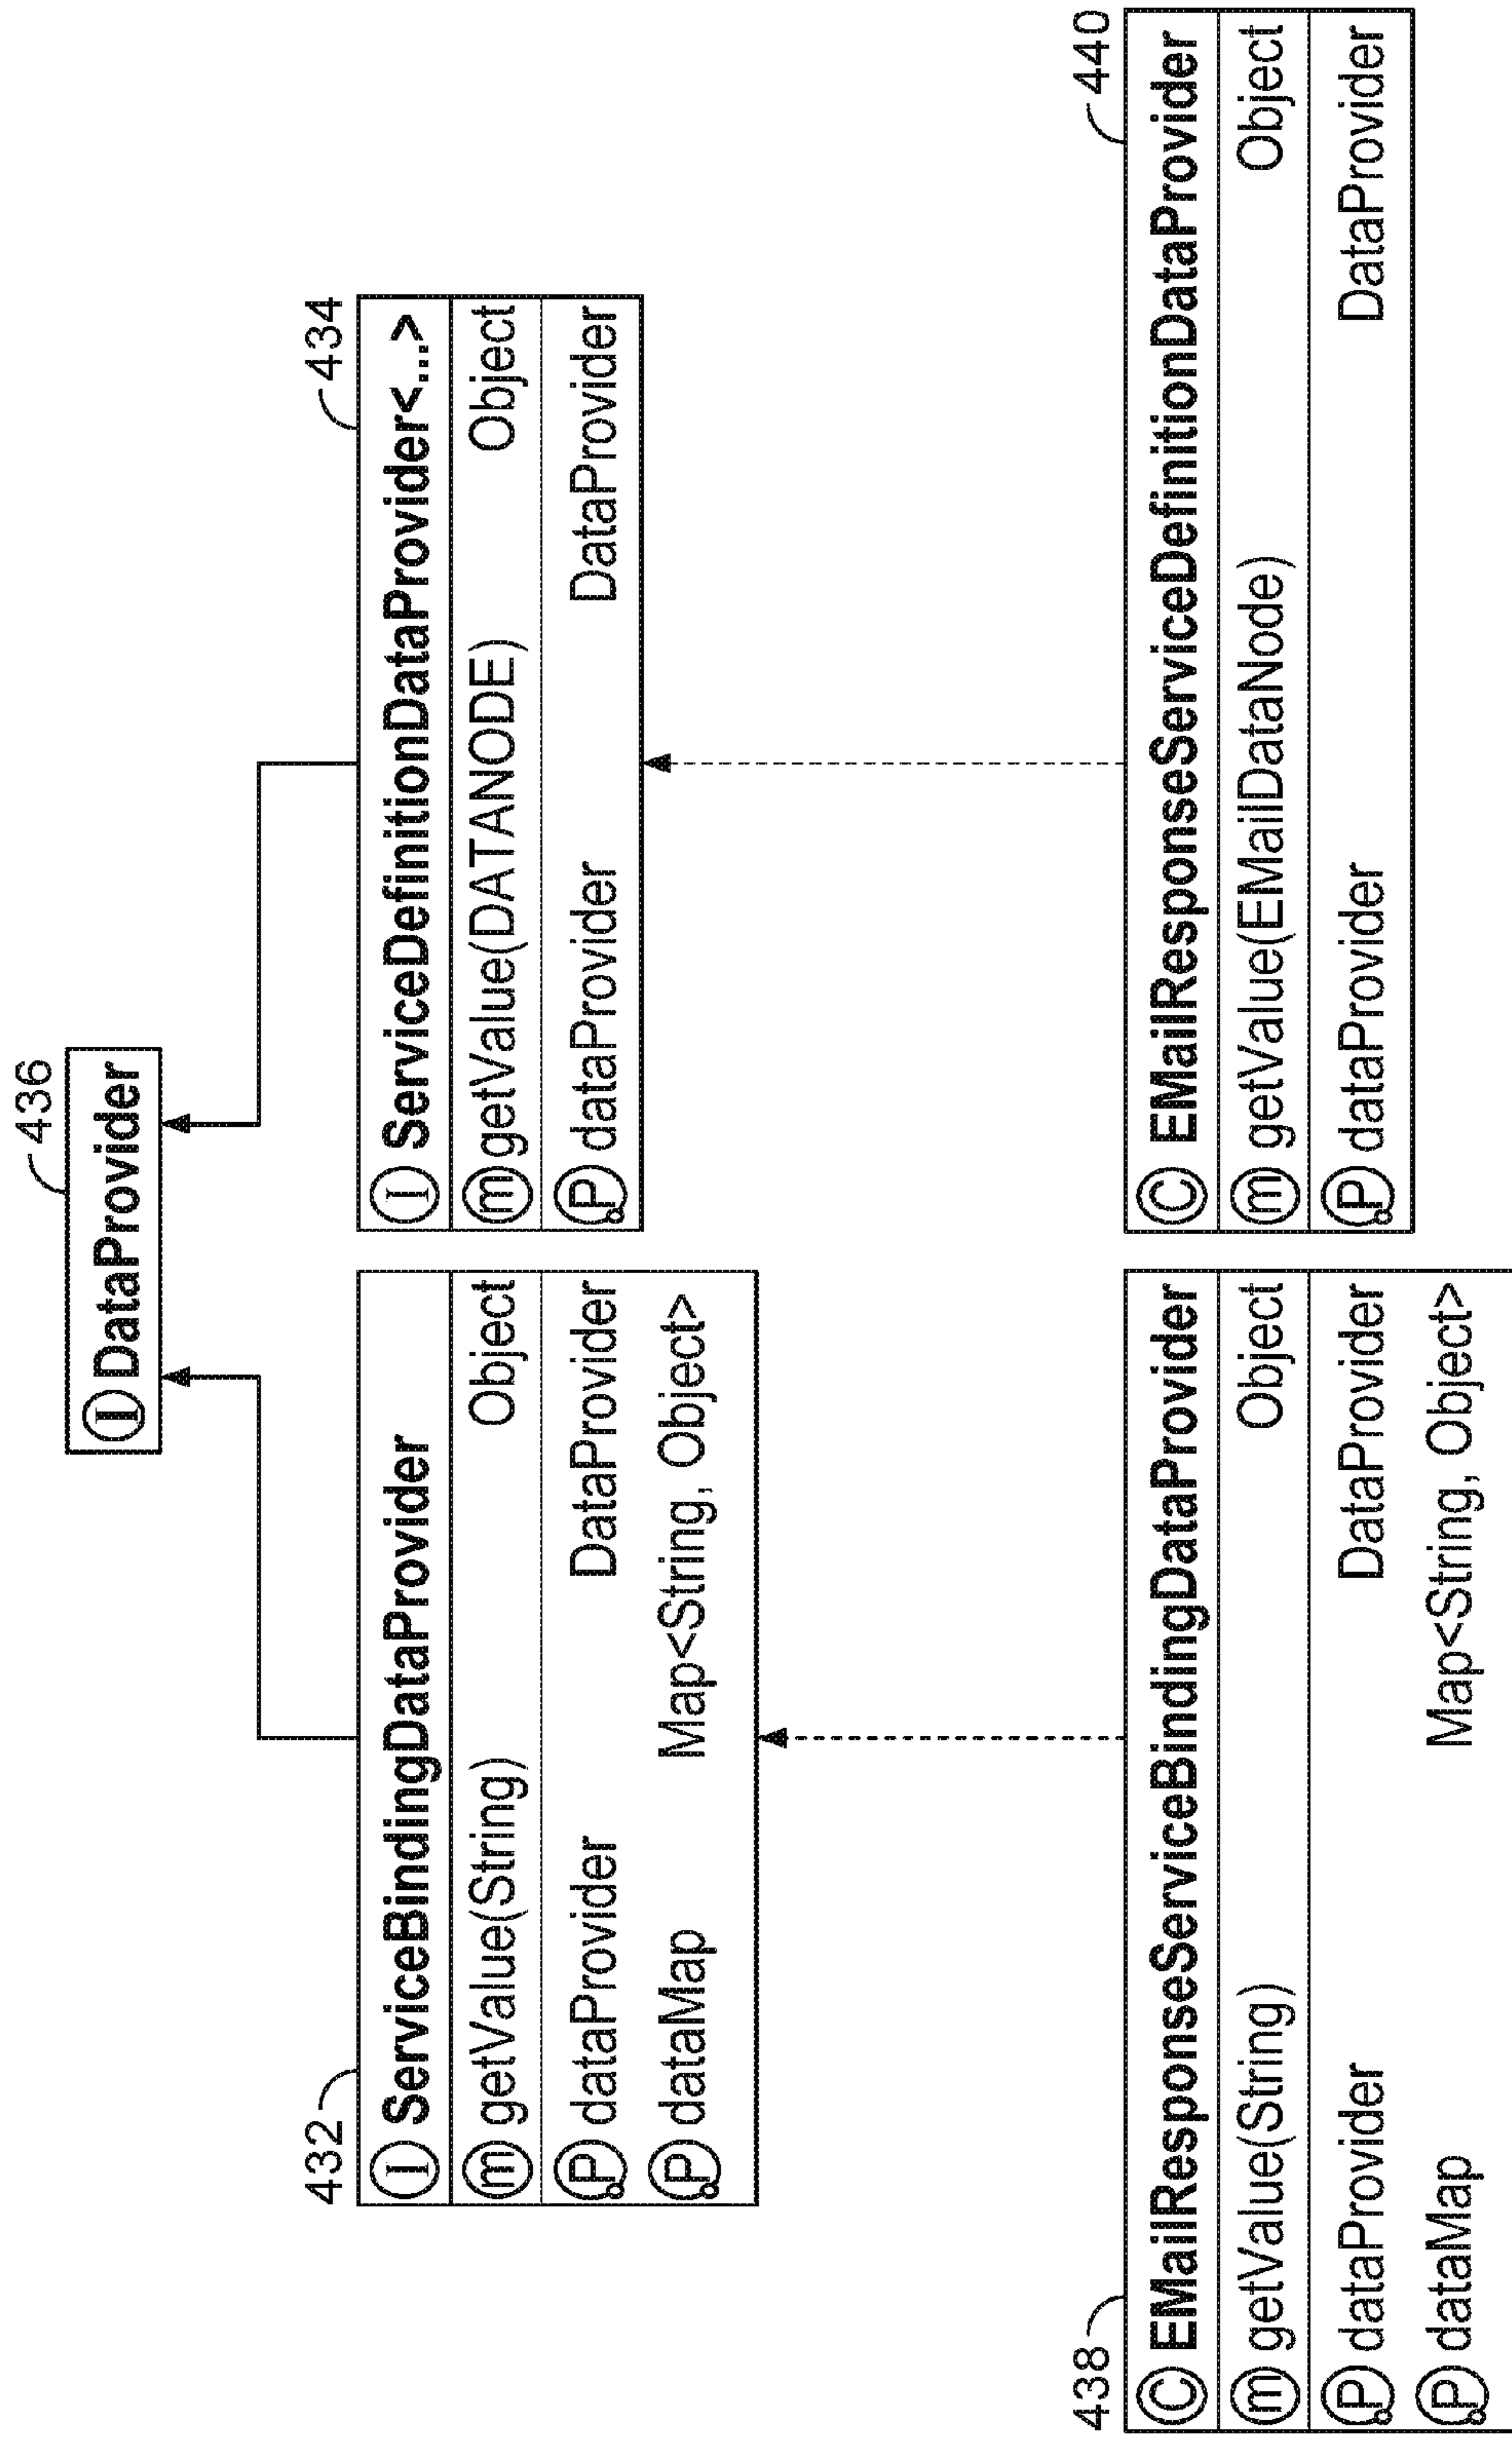 436
Ⓘ DataProvider
432
Ⓘ ServiceBindingDataProvider
ⓜ getValue(String) Object
Ⓟ dataProvider DataProvider
Ⓟ dataMap Map<String, Object>
434
Ⓘ ServiceDefinitionDataProvider<...>
ⓜ getValue(DATANODE) Object
Ⓟ dataProvider DataProvider
438
Ⓒ EMailResponseServiceBindingDataProvider
ⓜ getValue(String) Object
Ⓟ dataProvider DataProvider
Ⓟ dataMap Map<String, Object>
440
Ⓒ EMailResponseServiceDefinitionDataProvider
ⓜ getValue(EMailDataNode) Object
Ⓟ dataProvider DataProvider